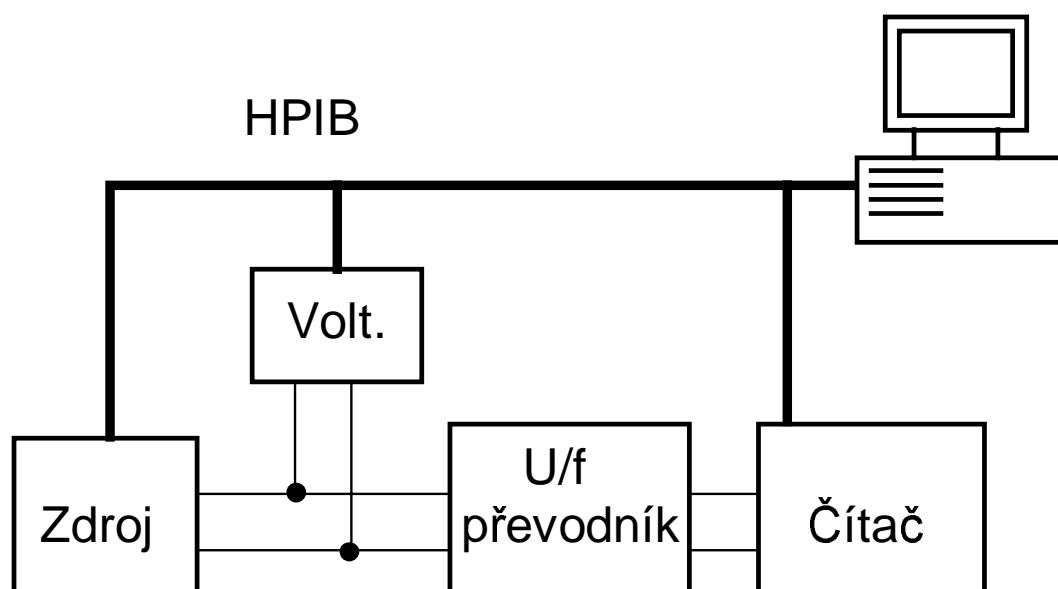 HPIB
Volt.
Zdroj
U/f
převodník
Čítač